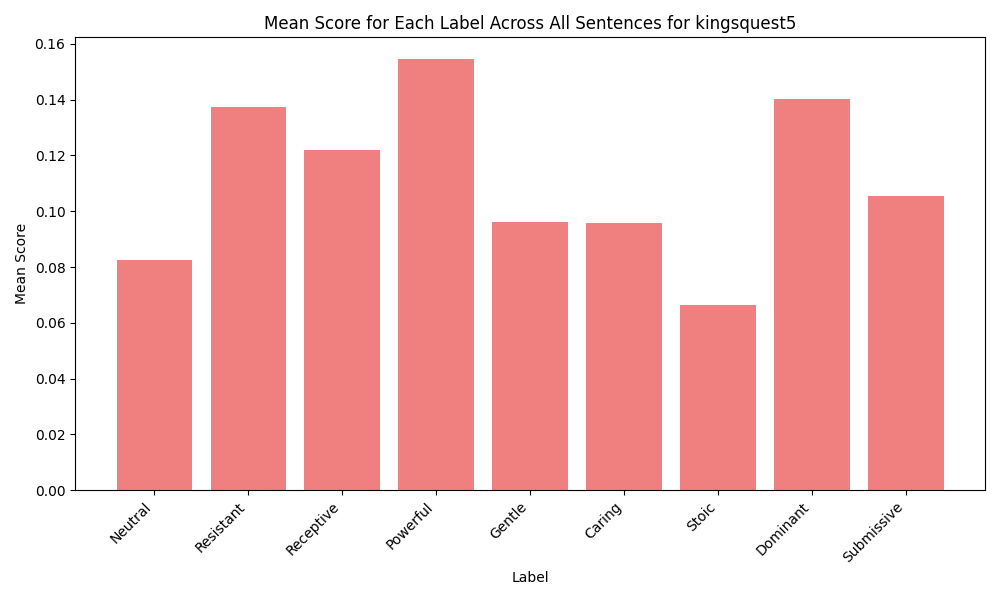 Mean Score for Each Label Across All Sentences for kingsquest5
Mean Score
0.16
0.14
0.12
0.10
0.08
0.06
0.04
0.02
0.00
Neutral
Resistant
Receptive
Powerful
Gentle
Caring
Stoic
Dominant
Submissive
Label